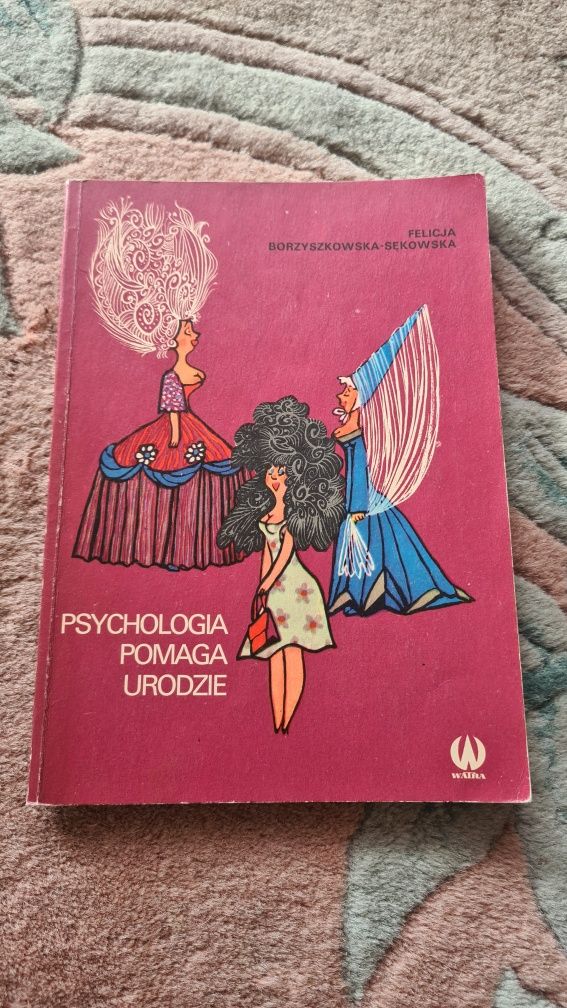 FELICJA
BORZYSZKOWSKA-SĘKOWSKA
PSYCHOLOGIA
POMAGA
URODZIE
WATRA